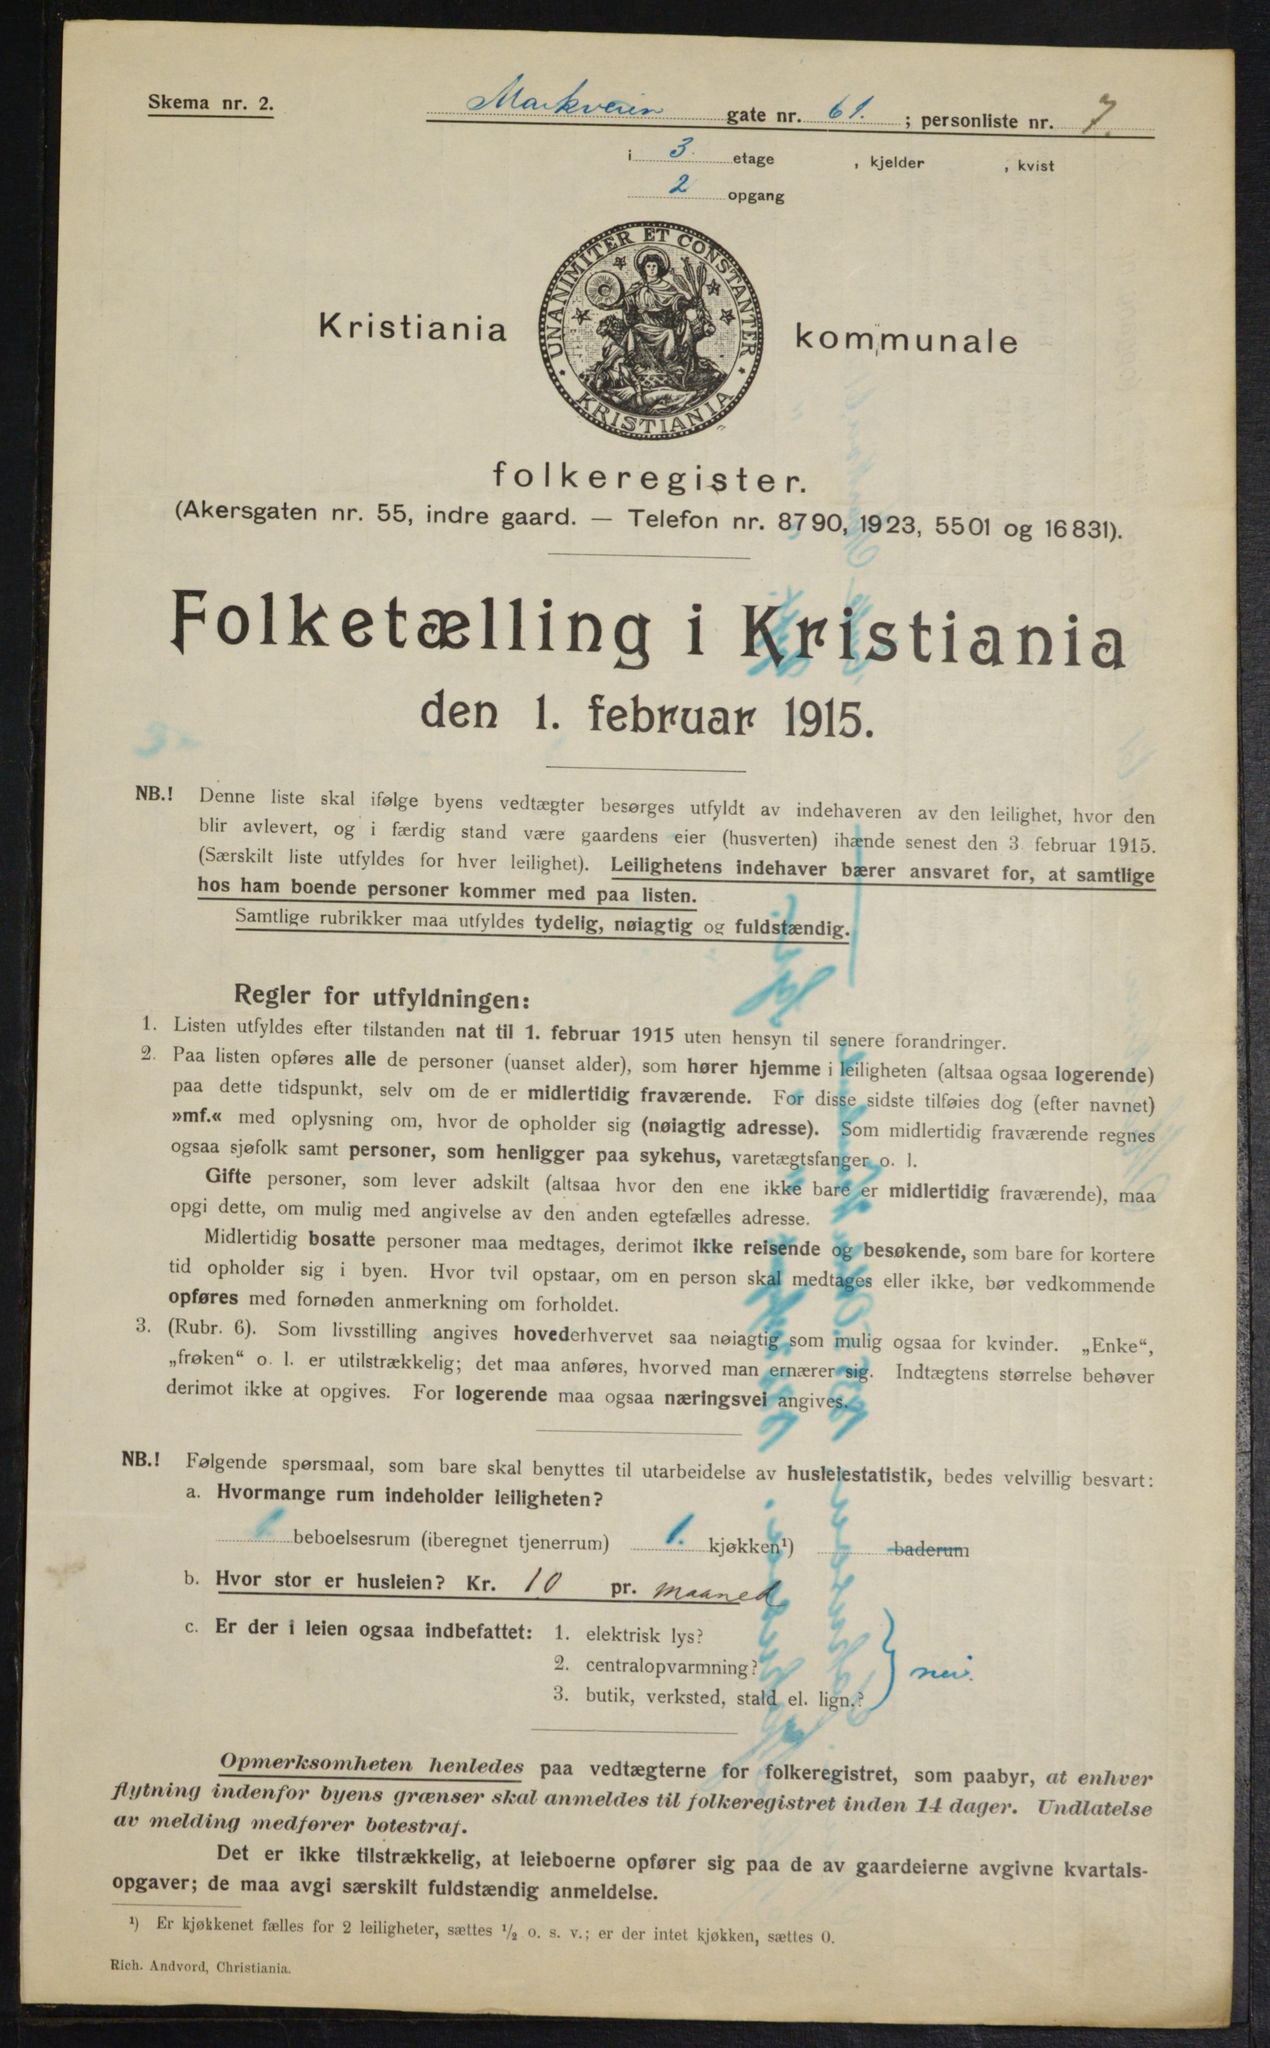 Skema nr. 2.
Markveien gate nr. 61. ; personliste nr. 7.
i 3. etage , kjelder , kvist
2 opgang
UNANIMITER ET CONSTANTER
KRISTIANIA
Kristiania kommunale
folkeregister.
(Akersgaten nr. 55, indre gaard. — Telefon nr. 8790, 1923, 5501 og 16831).
Folketælling i Kristiania
den 1. februar 1915.
NB.! Denne liste skal ifølge byens vedtægter besørges utfyldt av indehaveren av den leilighet, hvor den
blir avlevert, og i færdig stand være gaardens eier (husverten) ihænde senest den 3. februar 1915.
(Særskilt liste utfyldes for hver leilighet). Leilighetens indehaver bærer ansvaret for, at samtlige
hos ham boende personer kommer med paa listen.
Samtlige rubrikker maa utfyldes tydelig, nøiagtig og fuldstændig.
Regler for utfyldningen:
1. Listen utfyldes efter tilstanden nat til 1. februar 1915 uten hensyn til senere forandringer.
2. Paa listen opføres alle de personer (uanset alder), som hører hjemme i leiligheten (altsaa ogsaa logerende)
paa dette tidspunkt, selv om de er midlertidig fraværende. For disse sidste tilføies dog (efter navnet)
»mf.« med oplysning om, hvor de opholder sig (nøiagtig adresse). Som midlertidig fraværende regnes
ogsaa sjøfolk samt personer, som henligger paa sykehus, varetægtsfanger o. l.
Gifte personer, som lever adskilt (altsaa hvor den ene ikke bare er midlertidig fraværende), maa
opgi dette, om mulig med angivelse av den anden egtefælles adresse.
Midlertidig bosatte personer maa medtages, derimot ikke reisende og besøkende, som bare for kortere
tid opholder sig i byen. Hvor tvil opstaar, om en person skal medtages eller ikke, bør vedkommende
opføres med fornøden anmerkning om forholdet.
3. (Rubr. 6). Som livsstilling angives hovederhvervet saa nøiagtig som mulig ogsaa for kvinder. „Enke“,
„frøken“ o. l. er utilstrækkelig; det maa anføres, hvorved man ernærer sig. Indtægtens størrelse behøver
derimot ikke at opgives. For logerende maa ogsaa næringsvei angives.
NB.! Følgende spørsmaal, som bare skal benyttes til utarbeidelse av husleiestatistik, bedes velvillig besvart:
a. Hvormange rum indeholder leiligheten?
beboelsesrum (iberegnet tjenerrum) 1. kjøkken¹) baderum
b. Hvor stor er husleien? Kr. 10 pr. maaned
c. Er der i leien ogsaa indbefattet: 1. elektrisk lys?
2. centralopvarmning? nei.
3. butik, verksted, stald el. lign.?
Opmerksomheten henledes paa vedtægterne for folkeregistret, som paabyr, at enhver
flytning indenfor byens grænser skal anmeldes til folkeregistret inden 14 dager. Undlatelse
av melding medfører bøtestraf.
Det er ikke tilstrækkelig, at leieboerne opfører sig paa de av gaardeierne avgivne kvartals-
opgaver; de maa avgi særskilt fuldstændig anmeldelse.
¹) Er kjøkkenet fælles for 2 leiligheter, sættes ½ o. s. v.; er der intet kjøkken, sættes 0.
Rich. Andvord, Christiania.